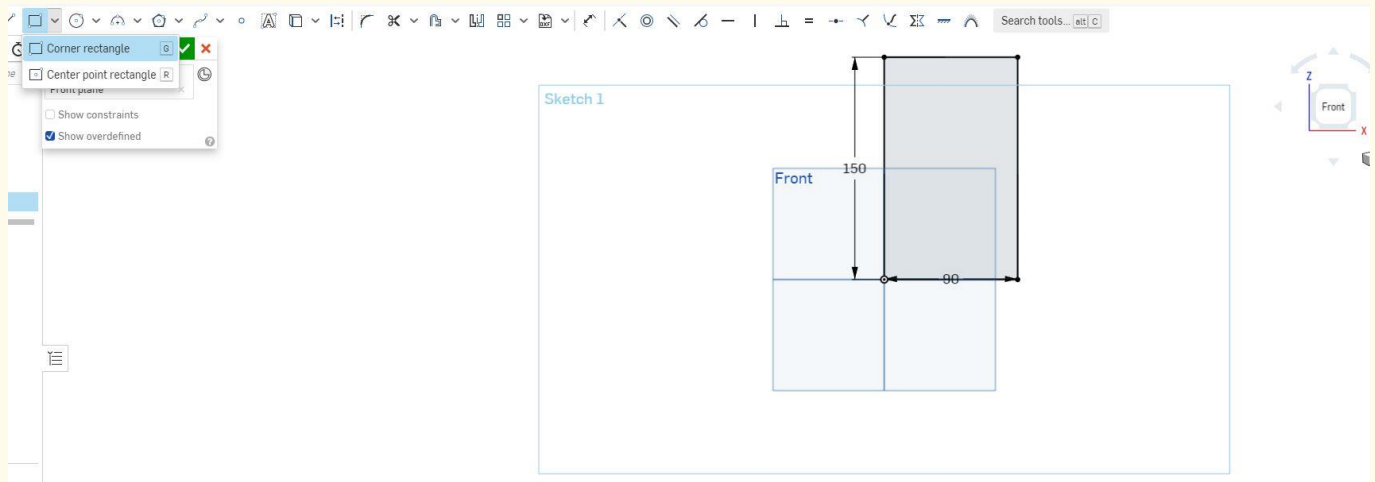 Search tools... alt C
Corner rectangle G
Center point rectangle R
Front plane
Show constraints
Show overdefined
Sketch 1
Front
150
90
Z
Front
X